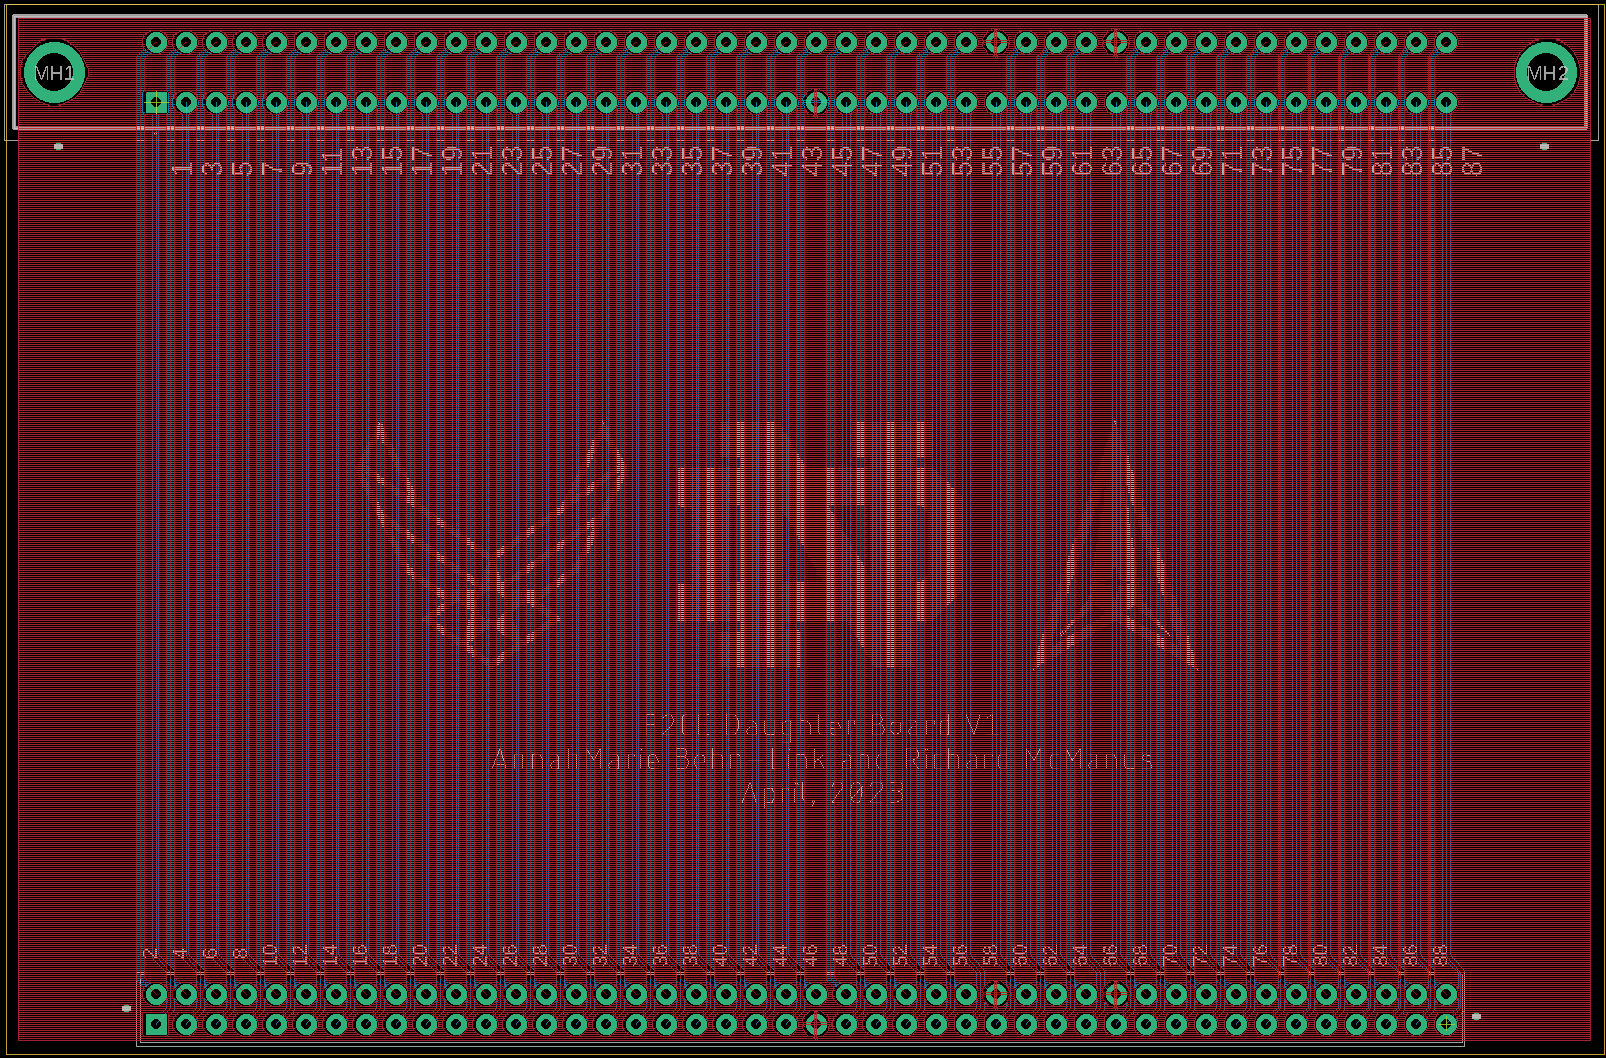 MH1 MH2
1 3 5 7 9 11 13 15 17 19 21 23 25 27 29 31 33 35 37 39 41 43 45 47 49 51 53 55 57 59 61 63 65 67 69 71 73 75 77 79 81 83 85 87
ND
Daughter Board V1
AnnahMarie Behn-Link and Richard McManus
April, 2023
2 4 6 8 10 12 14 16 18 20 22 24 26 28 30 32 34 36 38 40 42 44 46 48 50 52 54 56 58 60 62 64 66 68 70 72 74 76 78 80 82 84 86 88